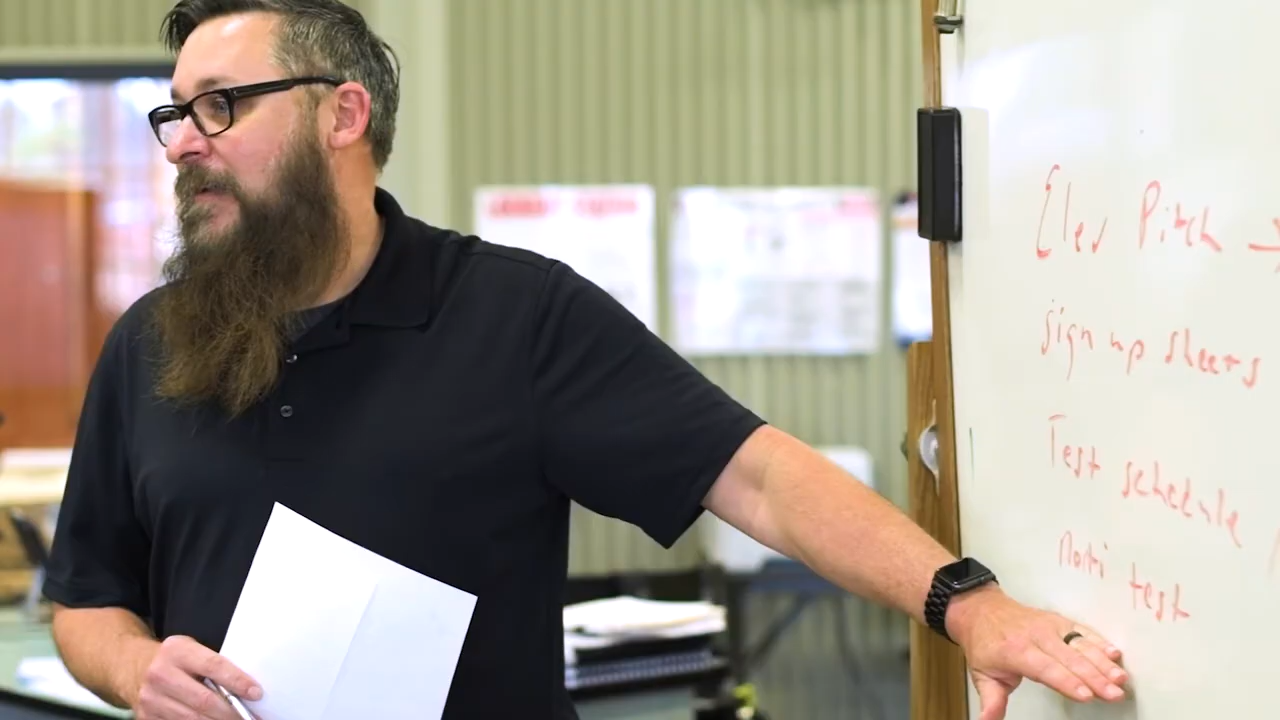 Elev Pitch →
sign up sheets
Test schedule
test